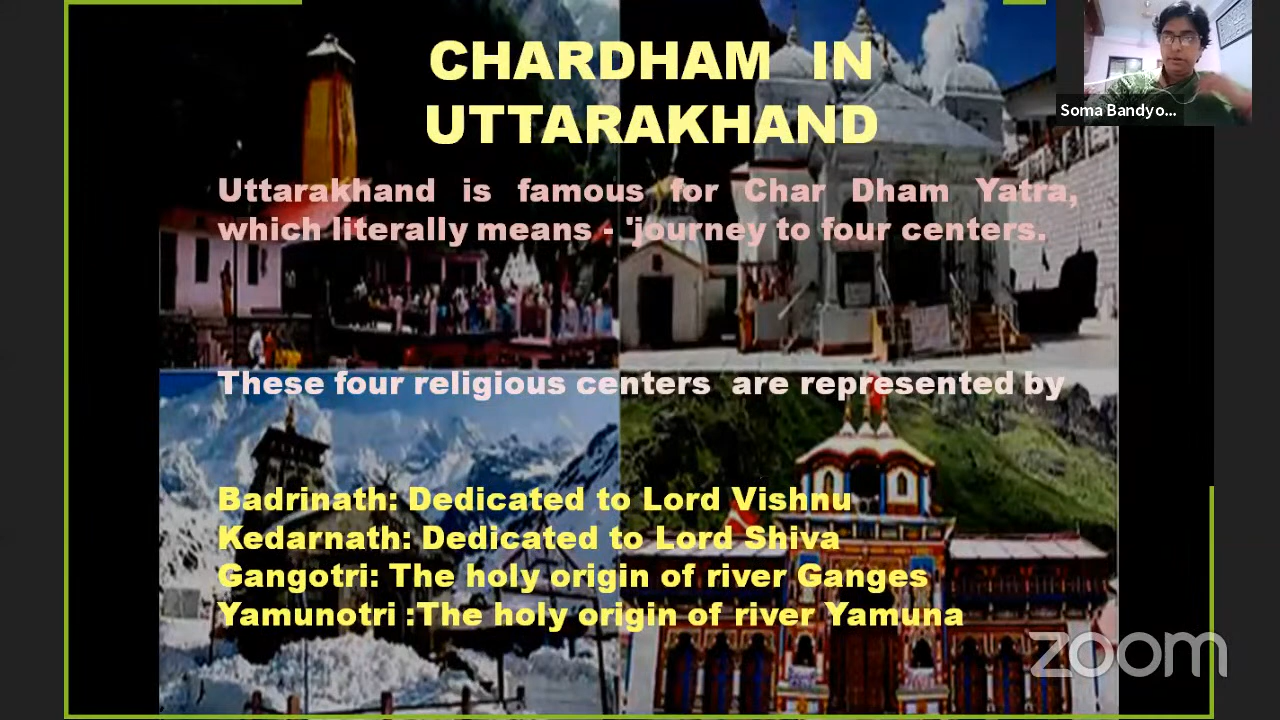 CHARDHAM IN
UTTARAKHAND
Uttarakhand is famous for Char Dham Yatra,
which literally means - 'journey to four centers.
These four religious centers are represented by
Badrinath: Dedicated to Lord Vishnu
Kedarnath: Dedicated to Lord Shiva
Gangotri: The holy origin of river Ganges
Yamunotri :The holy origin of river Yamuna
Soma Bandyo...
zoom